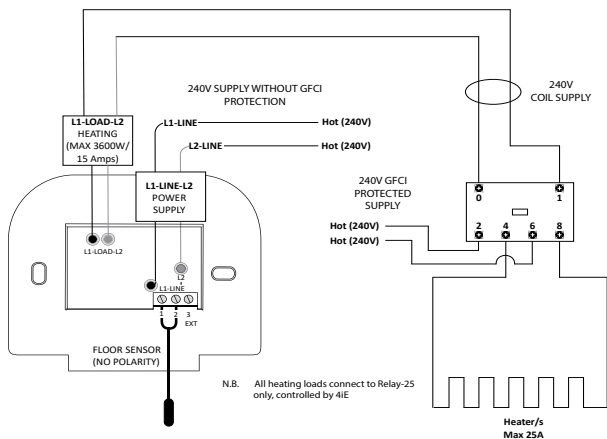 240V SUPPLY WITHOUT GFCI
PROTECTION
240V
COIL SUPPLY
L1-LOAD-L2
HEATING
(MAX 3600W/
15 Amps)
L1-LINE
Hot (240V)
L2-LINE
Hot (240V)
L1-LINE-L2
POWER
SUPPLY
240V GFCI
PROTECTED
SUPPLY
0
1
2
4
6
8
Hot (240V)
Hot (240V)
L1-LOAD-L2
L2
L1-LINE
1
2
3
EXT
FLOOR SENSOR
(NO POLARITY)
N.B. All heating loads connect to Relay-25
only, controlled by 4iE
Heater/s
Max 25A